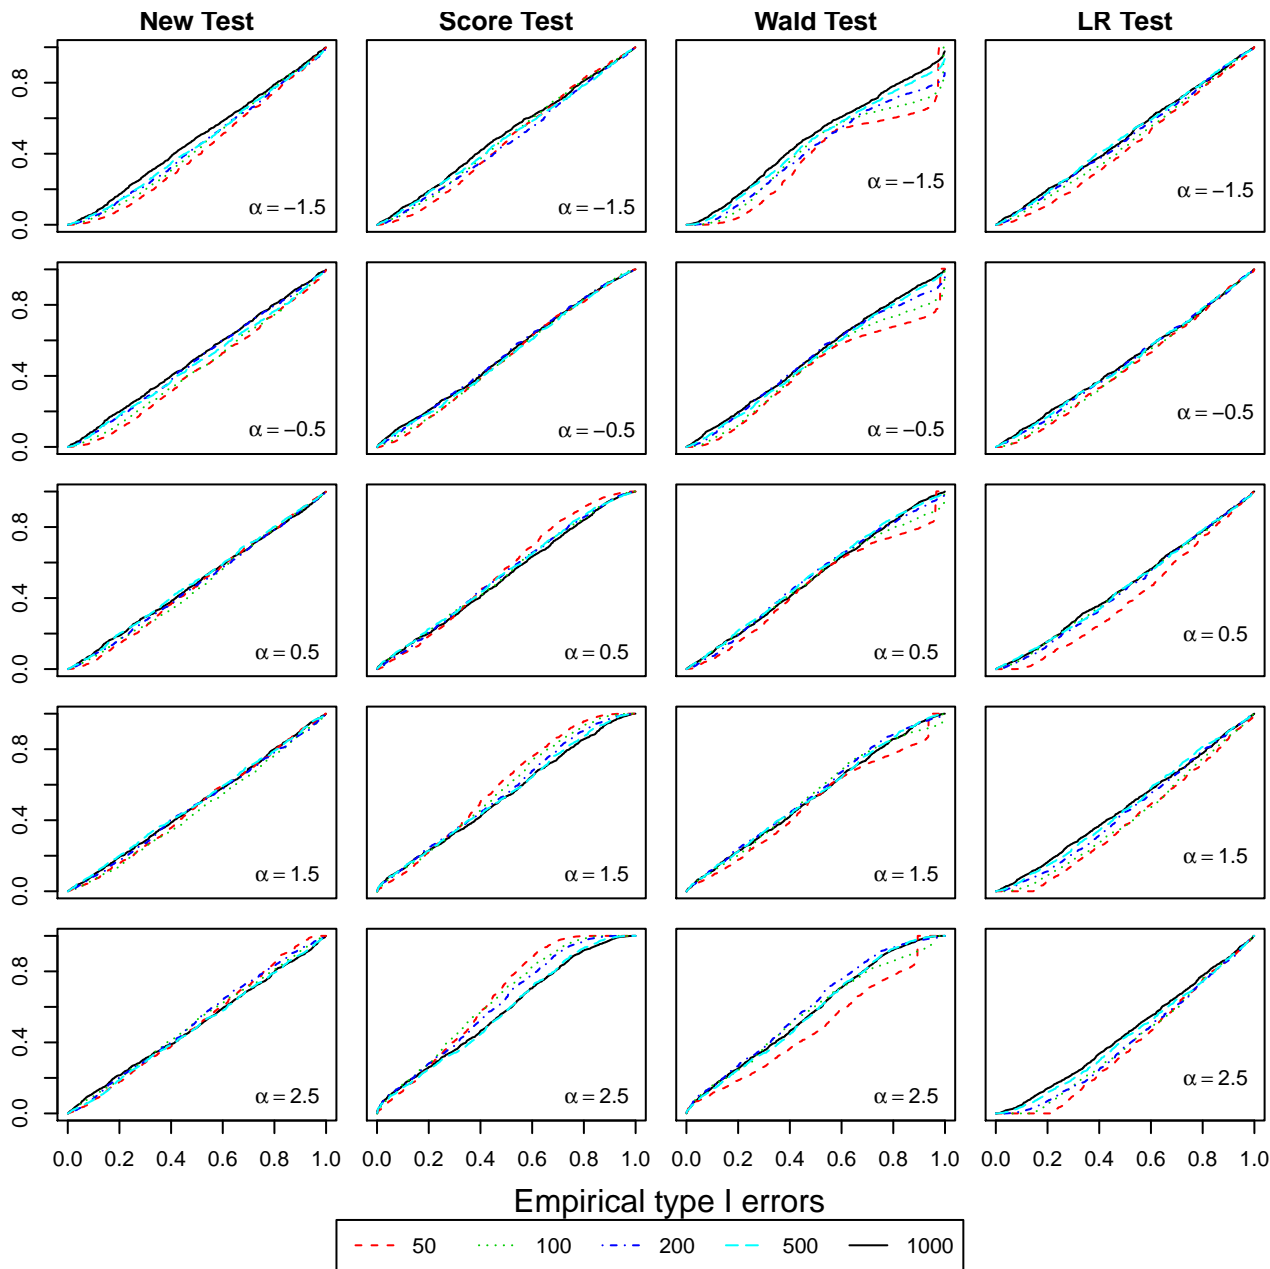 New Test Score Test Wald Test LR Test
0.0 0.4 0.8
α = −1.5 α = −1.5 α = −1.5 α = −1.5
0.0 0.4 0.8
α = −0.5 α = −0.5 α = −0.5 α = −0.5
0.0 0.4 0.8
α = 0.5 α = 0.5 α = 0.5 α = 0.5
0.0 0.4 0.8
α = 1.5 α = 1.5 α = 1.5 α = 1.5
0.0 0.4 0.8
α = 2.5 α = 2.5 α = 2.5 α = 2.5
0.0 0.2 0.4 0.6 0.8 1.0 0.0 0.2 0.4 0.6 0.8 1.0 0.0 0.2 0.4 0.6 0.8 1.0 0.0 0.2 0.4 0.6 0.8 1.0
Empirical type I errors
50 100 200 500 1000